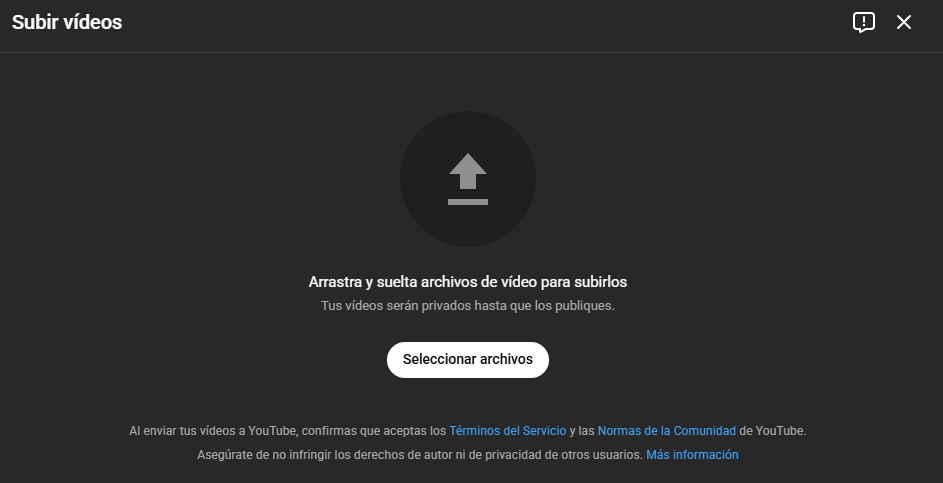 Subir vídeos
Arrastra y suelta archivos de vídeo para subirlos
Tus vídeos serán privados hasta que los publiques.
Seleccionar archivos
Al enviar tus vídeos a YouTube, confirmas que aceptas los Términos del Servicio y las Normas de la Comunidad de YouTube.
Asegúrate de no infringir los derechos de autor ni de privacidad de otros usuarios. Más información